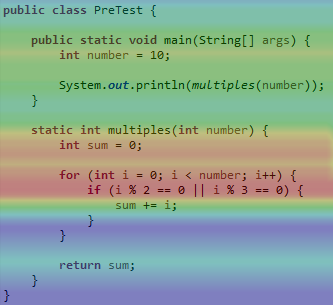 public class PreTest {
    public static void main(String[] args) {
        int number = 10;
        System.out.println(multiples(number));
    }
    static int multiples(int number) {
        int sum = 0;
        for (int i = 0; i < number; i++) {
            if (i % 2 == 0 || i % 3 == 0) {
                sum += i;
            }
        }
        return sum;
    }
}